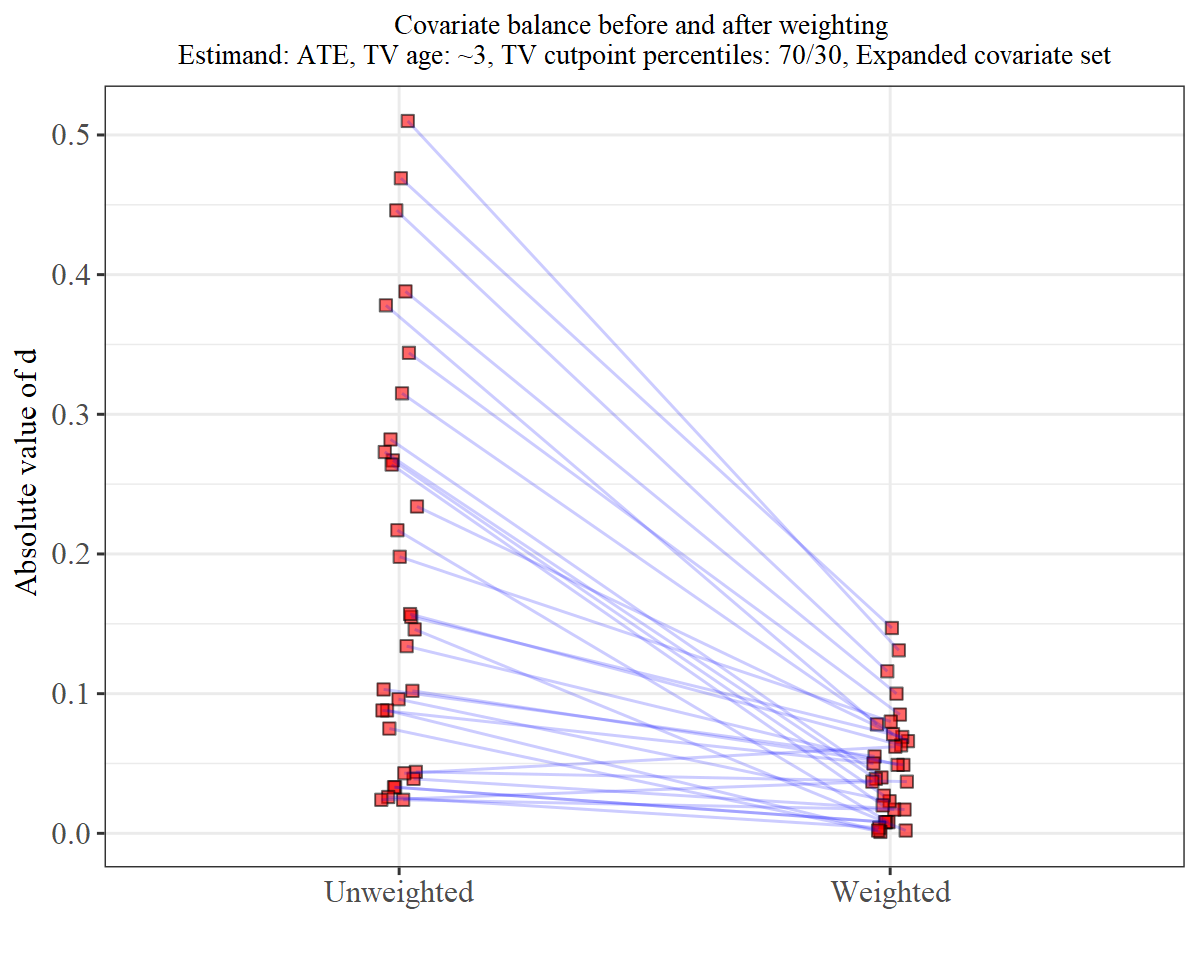 Covariate balance before and after weighting
Estimand: ATE, TV age: ~3, TV cutpoint percentiles: 70/30, Expanded covariate set
Absolute value of d
0.5
0.4
0.3
0.2
0.1
0.0
Unweighted
Weighted